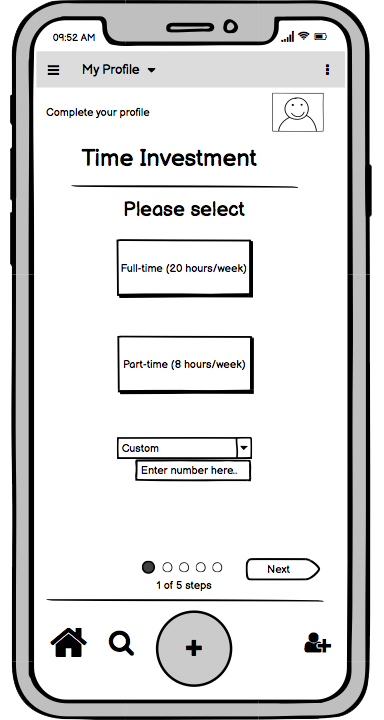 09:52 AM
My Profile
Complete your profile
Time Investment
Please select
Full-time (20 hours/week)
Part-time (8 hours/week)
Custom
Enter number here..
Next
1 of 5 steps